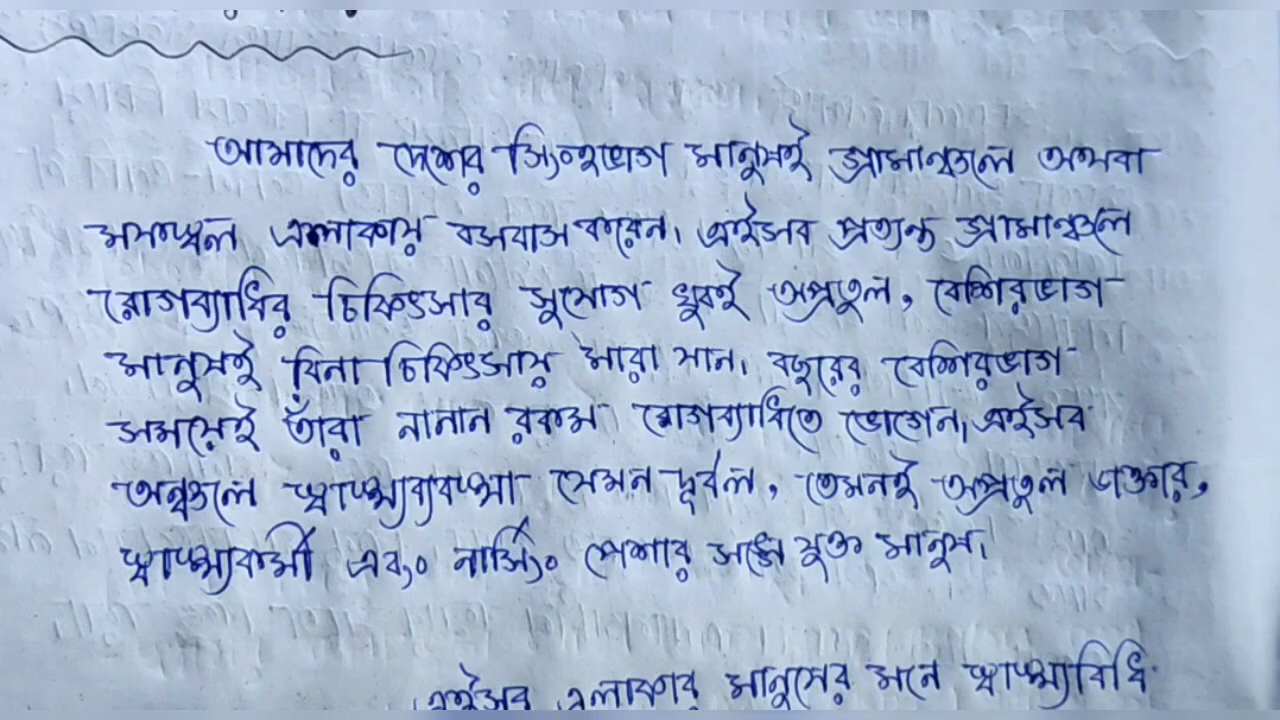 আমাদের দেশের সিংহভাগ মানুষই গ্রামাঞ্চলে অথবা
মফস্বল এলাকায় বসবাস করেন। এইসব প্রত্যন্ত গ্রামাঞ্চলে
রোগব্যাধির চিকিৎসার সুযোগ খুবই অপ্রতুল, বেশিরভাগ
মানুষই বিনা চিকিৎসায় মারা যান। বছরের বেশিরভাগ
সময়েই তাঁরা নানান রকম রোগব্যাধিতে ভোগেন। এইসব
অঞ্চলে স্বাস্থ্যব্যবস্থা যেমন দুর্বল, তেমনই অপ্রতুল ডাক্তার,
স্বাস্থ্যকর্মী এবং নার্সিং পেশার সঙ্গে যুক্ত মানুষ।
এইসব এলাকার মানুষের মনে স্বাস্থ্যবিধি